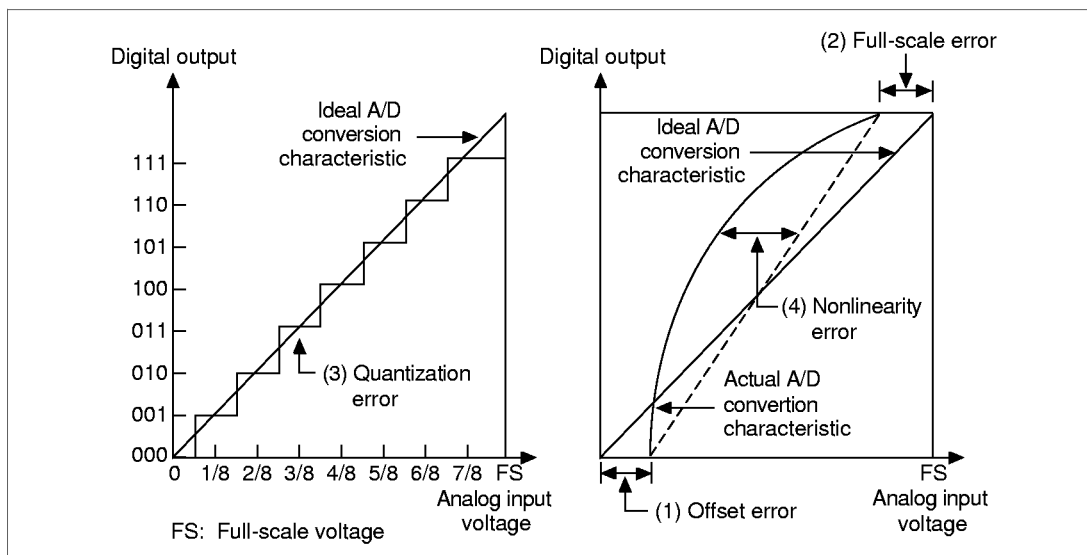 Digital output
Ideal A/D
conversion
characteristic
111
110
101
100
011
010
001
000
(3) Quantization
error
0 1/8 2/8 3/8 4/8 5/8 6/8 7/8 FS
Analog input
voltage
FS: Full-scale voltage
(2) Full-scale error
Digital output
Ideal A/D
conversion
characteristic
(4) Nonlinearity
error
Actual A/D
convertion
characteristic
FS
Analog input
voltage
(1) Offset error